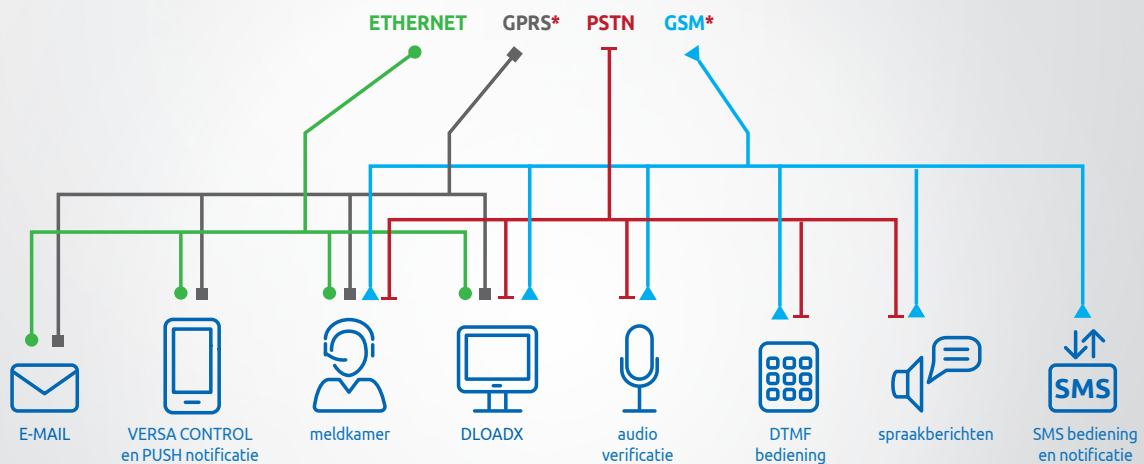 ETHERNET GPRS* PSTN GSM*
SMS
E-MAIL
VERSA CONTROL
en PUSH notificatie
meldkamer
DLOADX
audio
verificatie
DTMF
bediening
spraakberichten
SMS bediening
en notificatie